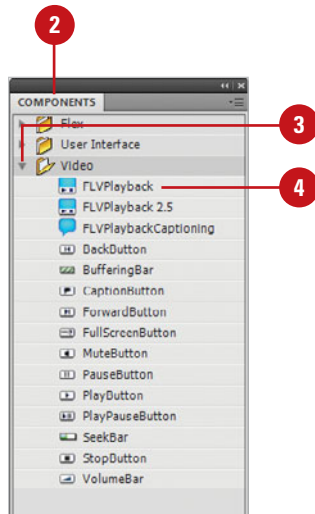 2
COMPONENTS
Flex
3
User Interface
Video
FLVPlayback
4
FLVPlayback 2.5
FLVPlaybackCaptioning
BackButton
BufferingBar
CaptionButton
ForwardButton
FullScreenButton
MuteButton
PauseButton
PlayButton
PlayPauseButton
SeekBar
StopButton
VolumeBar